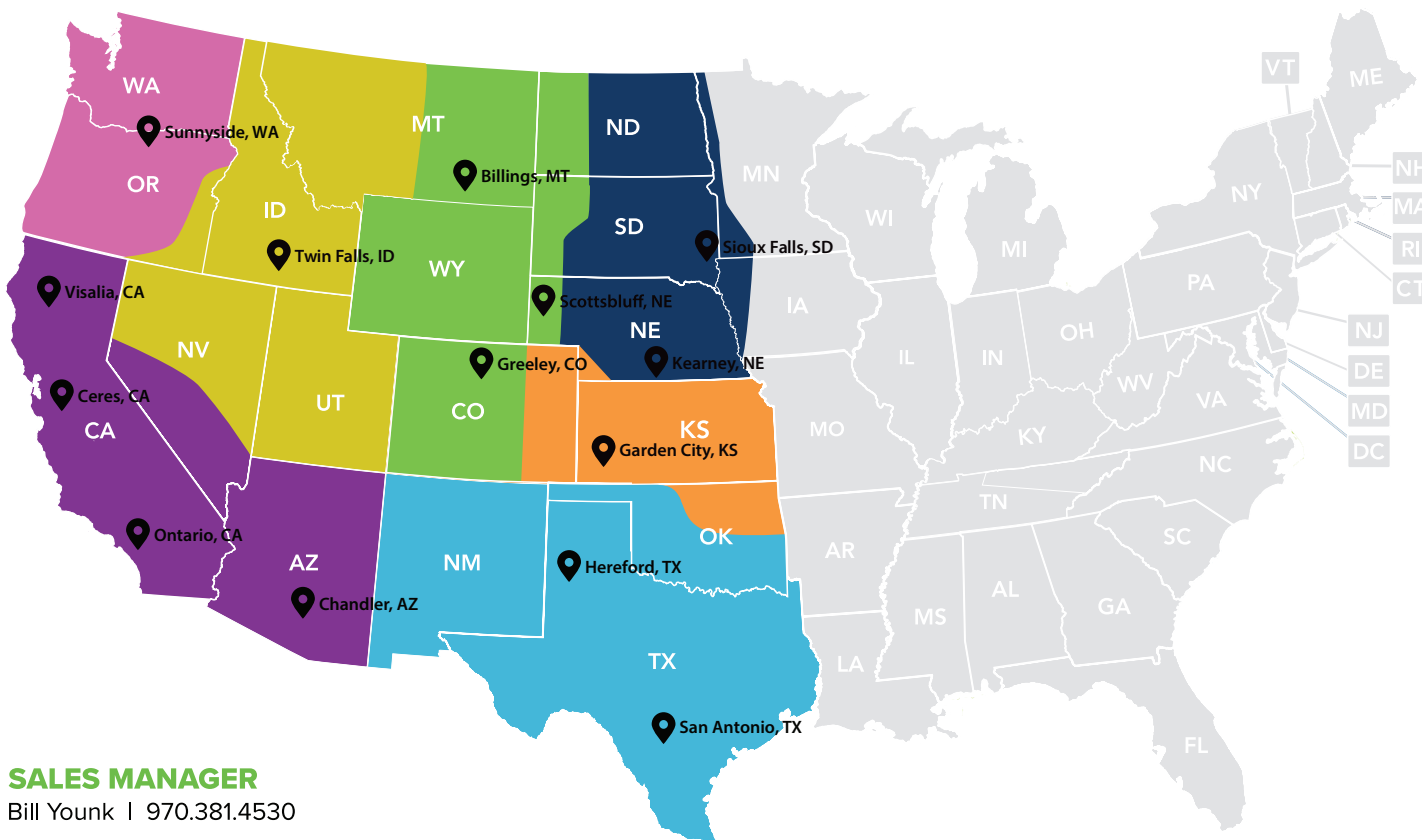 WA
Sunnyside, WA
OR
ID
Twin Falls, ID
MT
Billings, MT
WY
ND
SD
Sioux Falls, SD
Scottsbluff, NE
NE
Kearney, NE
Visalia, CA
Ceres, CA
CA
Ontario, CA
NV
UT
Greeley, CO
CO
KS
Garden City, KS
AZ
Chandler, AZ
NM
OK
Hereford, TX
TX
San Antonio, TX
MN
WI
MI
IA
IL
IN
OH
MO
KY
WV
VA
PA
NY
VT
ME
NH
MA
RI
CT
NJ
DE
MD
DC
NC
TN
SC
AR
MS
AL
GA
LA
FL
SALES MANAGER
Bill Younk | 970.381.4530